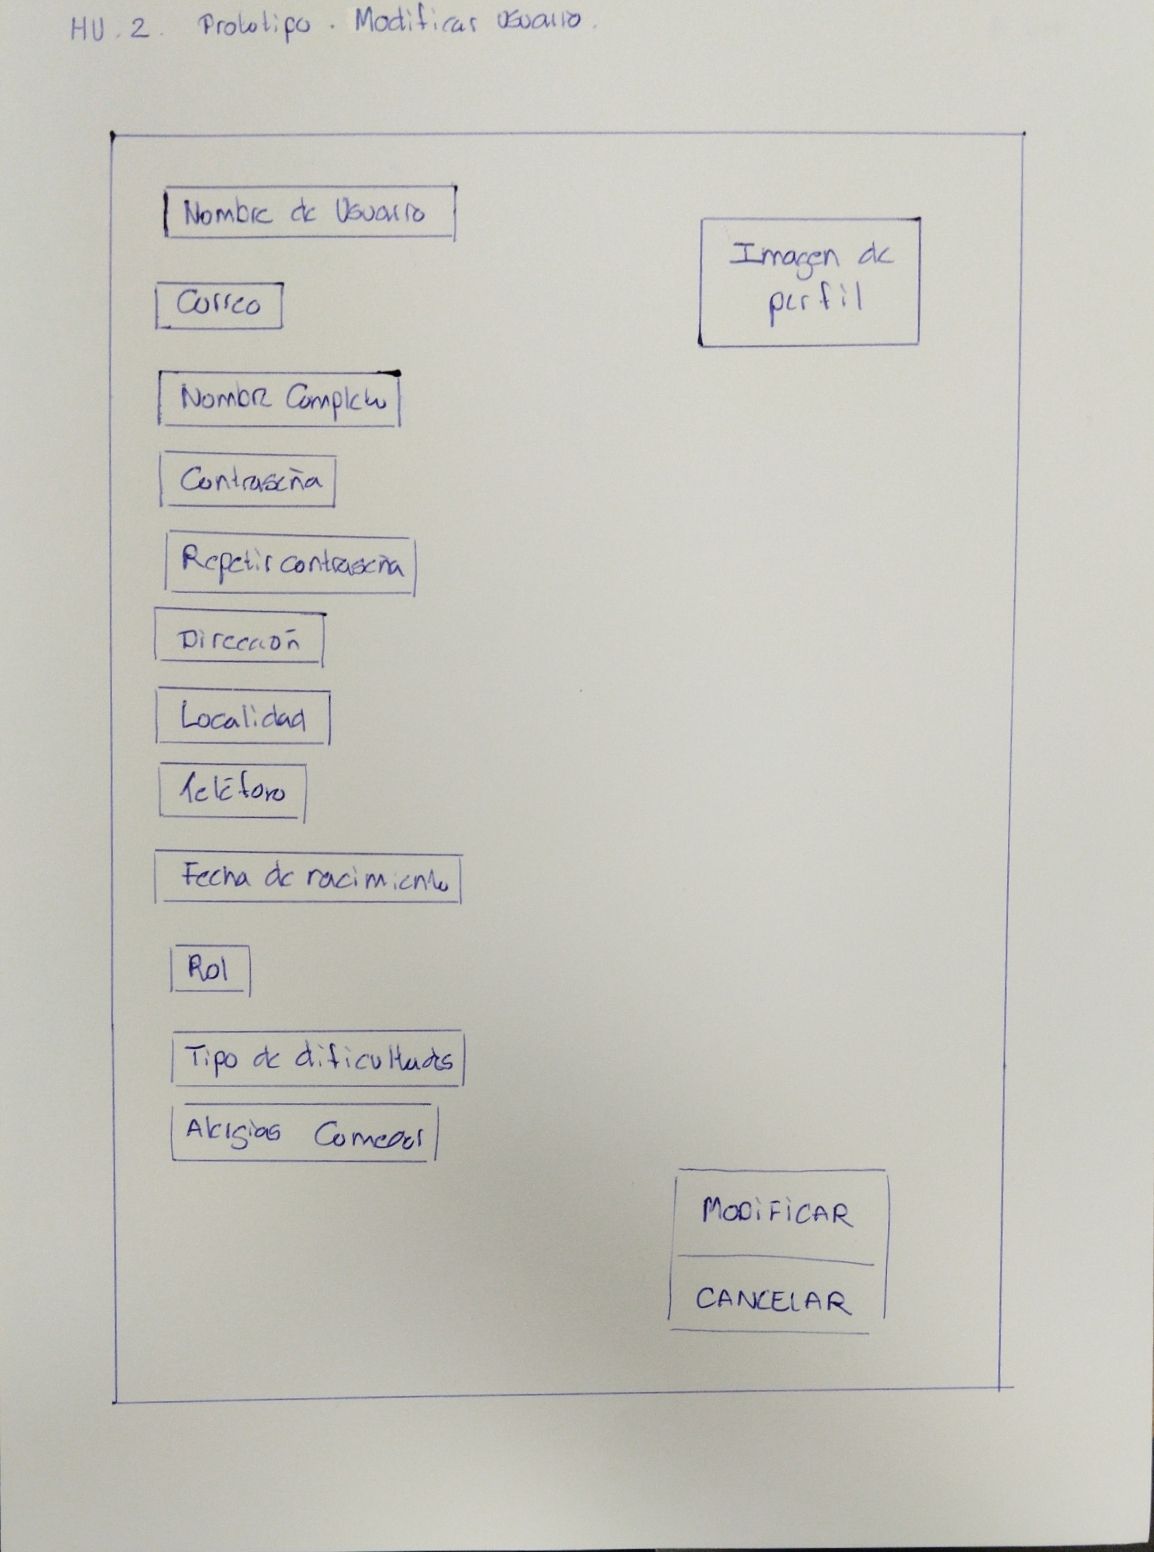 HU. 2. Prototipo. Modificar Usuario.
Nombre de Usuario
Imagen de
perfil
Correo
Nombre Completo
Contraseña
Repetir contraseña
Dirección
Localidad
Teléfono
Fecha de nacimiento
Rol
Tipo de dificultades
Alergias Comedor
MODIFICAR
CANCELAR